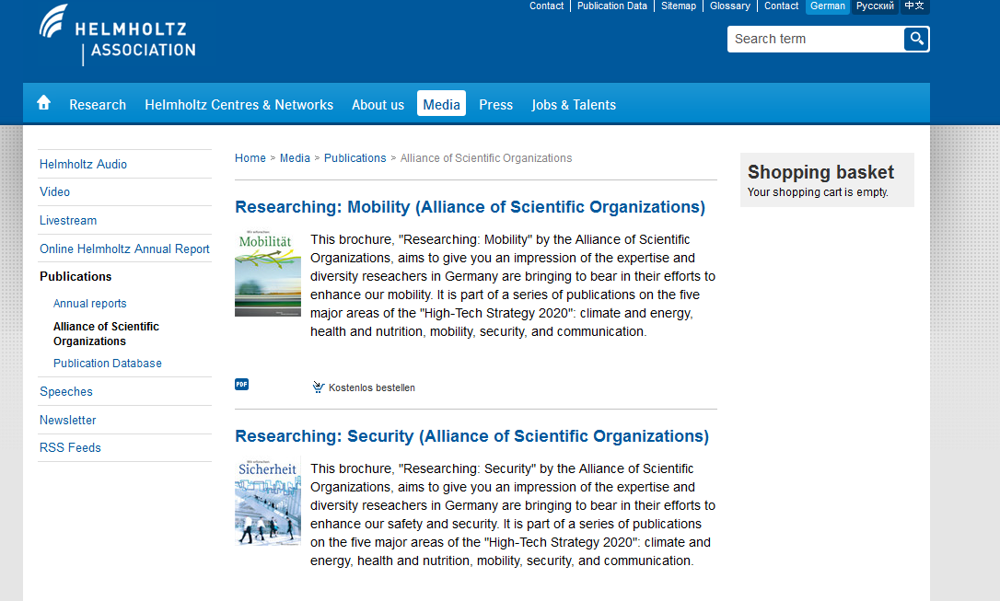 Contact | Publication Data | Sitemap | Glossary | Contact German Русский 中文
HELMHOLTZ
ASSOCIATION
Search term
Research Helmholtz Centres & Networks About us Media Press Jobs & Talents
Helmholtz Audio
Video
Livestream
Online Helmholtz Annual Report
Publications
Annual reports
Alliance of Scientific
Organizations
Publication Database
Speeches
Newsletter
RSS Feeds
Home > Media > Publications > Alliance of Scientific Organizations
Researching: Mobility (Alliance of Scientific Organizations)
Wir erforschen:
Mobilität
This brochure, "Researching: Mobility" by the Alliance of Scientific
Organizations, aims to give you an impression of the expertise and
diversity reseachers in Germany are bringing to bear in their efforts to
enhance our mobility. It is part of a series of publications on the five
major areas of the "High-Tech Strategy 2020": climate and energy,
health and nutrition, mobility, security, and communication.
PDF
Kostenlos bestellen
Researching: Security (Alliance of Scientific Organizations)
Wir erforschen:
Sicherheit
This brochure, "Researching: Security" by the Alliance of Scientific
Organizations, aims to give you an impression of the expertise and
diversity reseachers in Germany are bringing to bear in their efforts to
enhance our safety and security. It is part of a series of publications
on the five major areas of the "High-Tech Strategy 2020": climate and
energy, health and nutrition, mobility, security, and communication.
Shopping basket
Your shopping cart is empty.